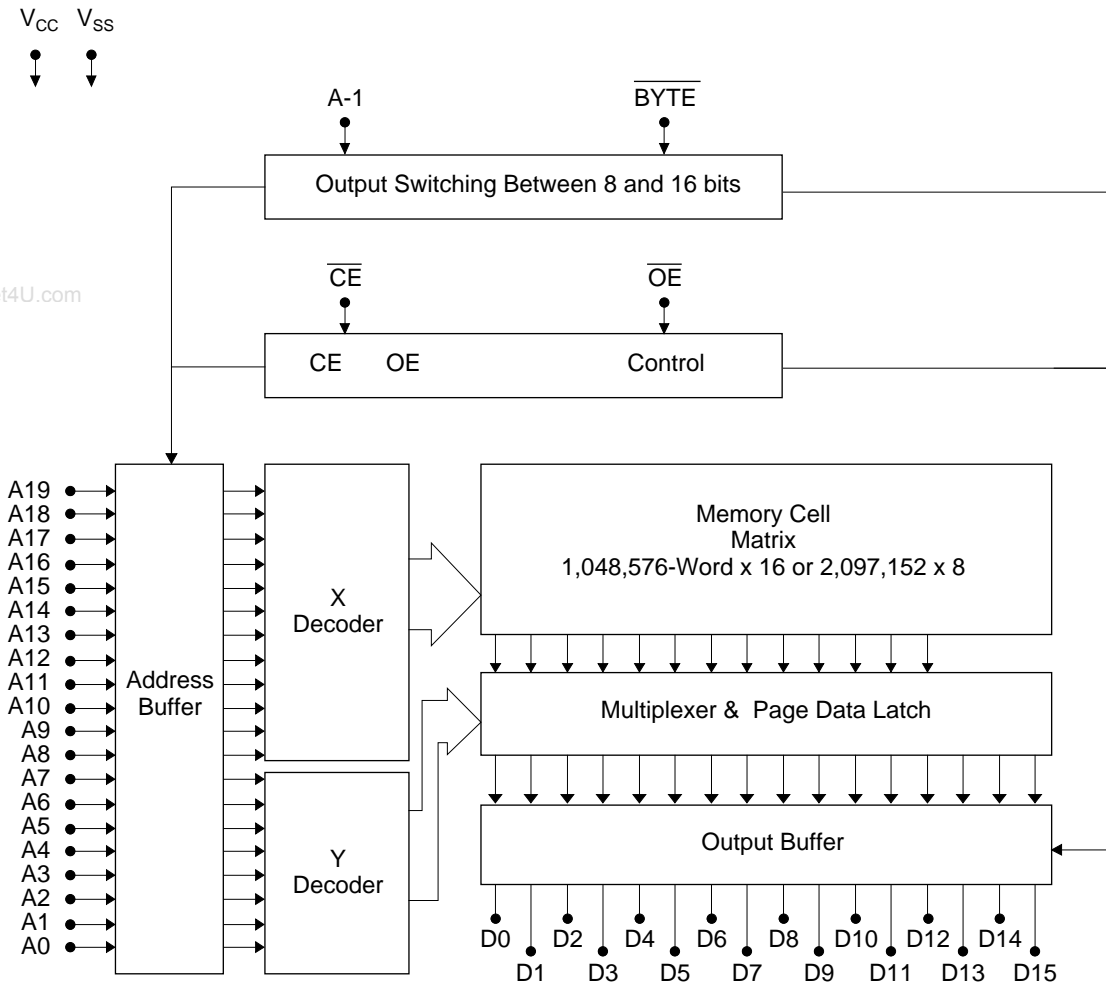 VCC VSS
A-1 BYTE
Output Switching Between 8 and 16 bits
CE OE
t4U.com
CE OE Control
A19
A18
A17
A16
A15
A14
A13
A12
A11
A10
A9
A8
A7
A6
A5
A4
A3
A2
A1
A0
Address
Buffer
X
Decoder
Y
Decoder
Memory Cell
Matrix
1,048,576-Word x 16 or 2,097,152 x 8
Multiplexer & Page Data Latch
Output Buffer
D0 D2 D4 D6 D8 D10 D12 D14
D1 D3 D5 D7 D9 D11 D13 D15